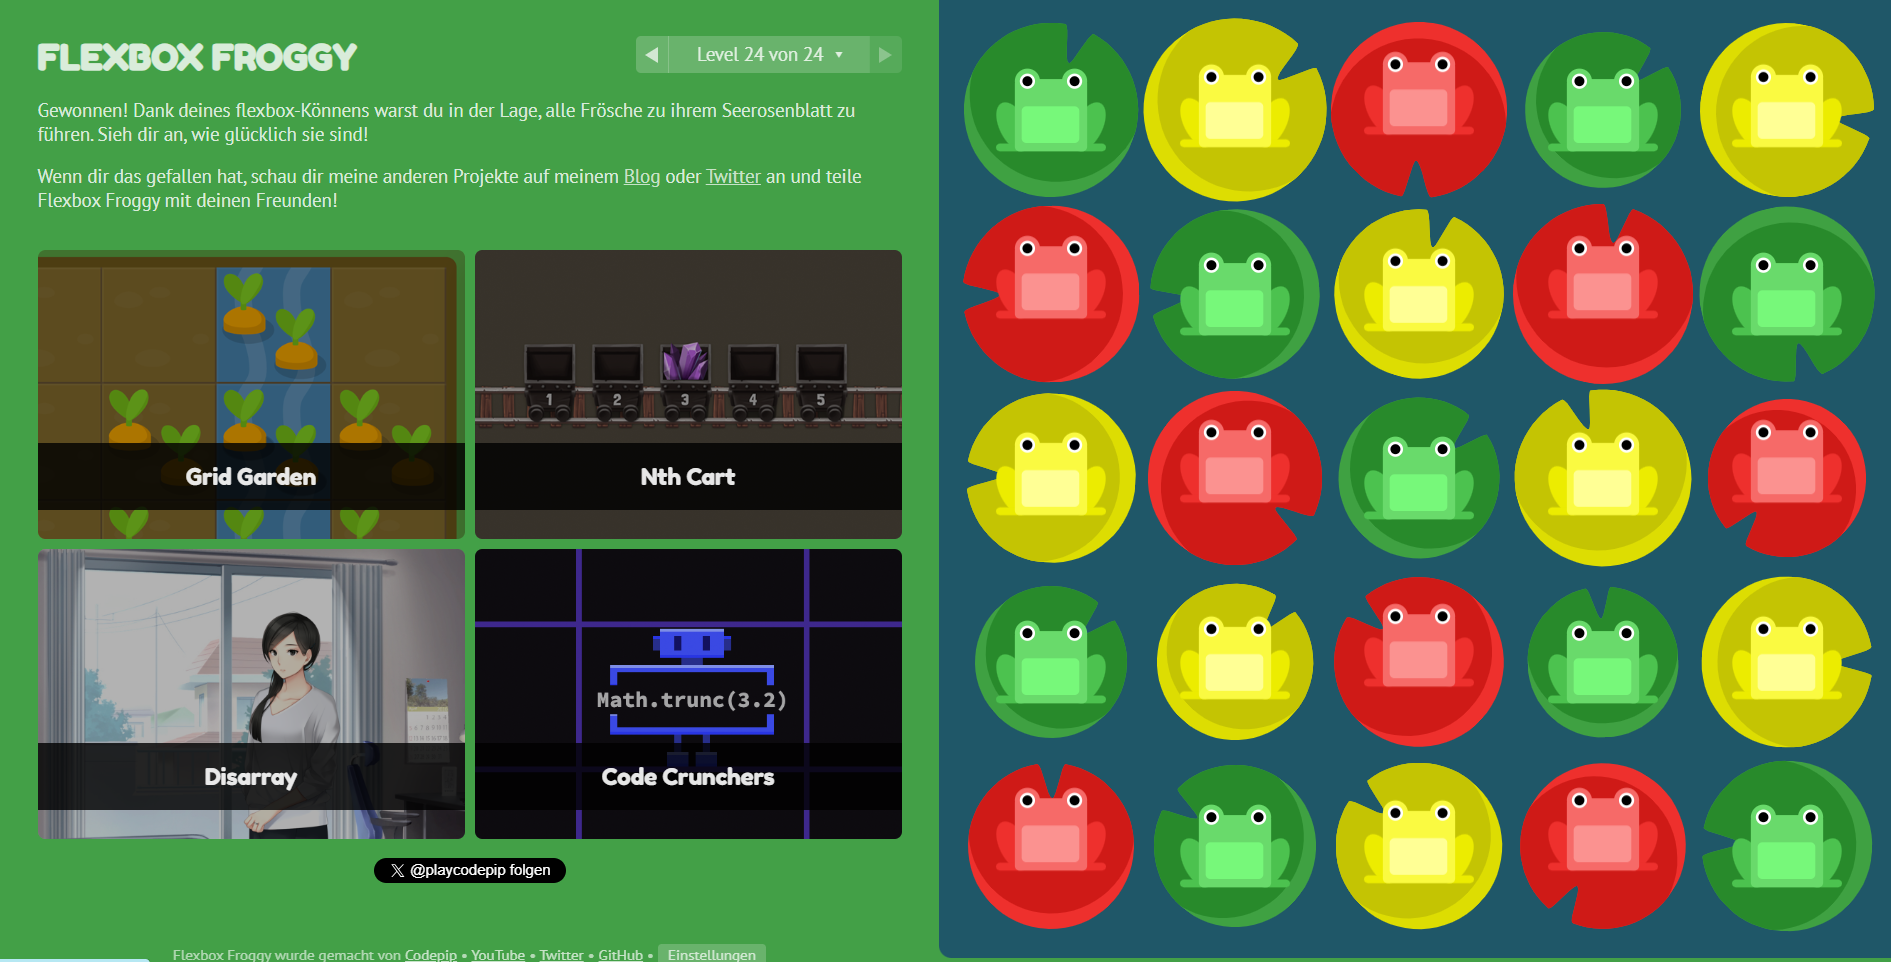 FLEXBOX FROGGY
Level 24 von 24
Gewonnen! Dank deines flexbox-Könnens warst du in der Lage, alle Frösche zu ihrem Seerosenblatt zu
führen. Sieh dir an, wie glücklich sie sind!
Wenn dir das gefallen hat, schau dir meine anderen Projekte auf meinem Blog oder Twitter an und teile
Flexbox Froggy mit deinen Freunden!
Grid Garden
1 2 3 4 5
Nth Cart
Disarray
Math.trunc(3.2)
Code Crunchers
@playcodepip folgen
Flexbox Froggy wurde gemacht von Codepip • YouTube • Twitter • GitHub • Einstellungen